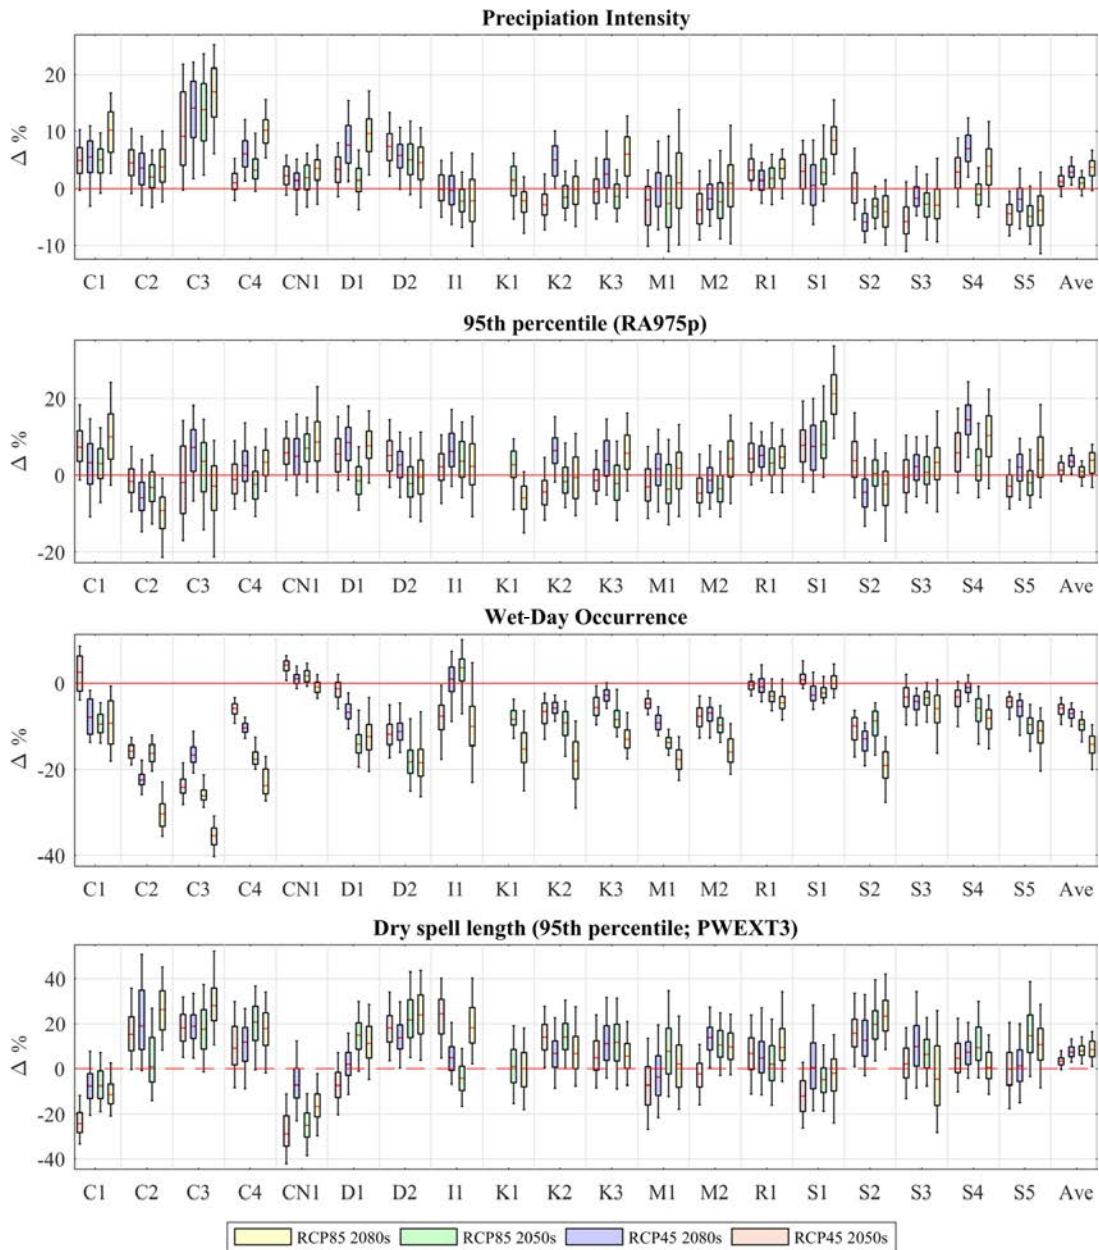 Precipiation Intensity
20
10
0
-10
Δ %
C1 C2 C3 C4 CN1 D1 D2 I1 K1 K2 K3 M1 M2 R1 S1 S2 S3 S4 S5 Ave
95th percentile (RA975p)
20
0
-20
Δ %
C1 C2 C3 C4 CN1 D1 D2 I1 K1 K2 K3 M1 M2 R1 S1 S2 S3 S4 S5 Ave
Wet-Day Occurrence
0
-20
-40
Δ %
C1 C2 C3 C4 CN1 D1 D2 I1 K1 K2 K3 M1 M2 R1 S1 S2 S3 S4 S5 Ave
Dry spell length (95th percentile; PWEXT3)
40
20
0
-20
-40
Δ %
C1 C2 C3 C4 CN1 D1 D2 I1 K1 K2 K3 M1 M2 R1 S1 S2 S3 S4 S5 Ave
RCP85 2080s RCP85 2050s RCP45 2080s RCP45 2050s